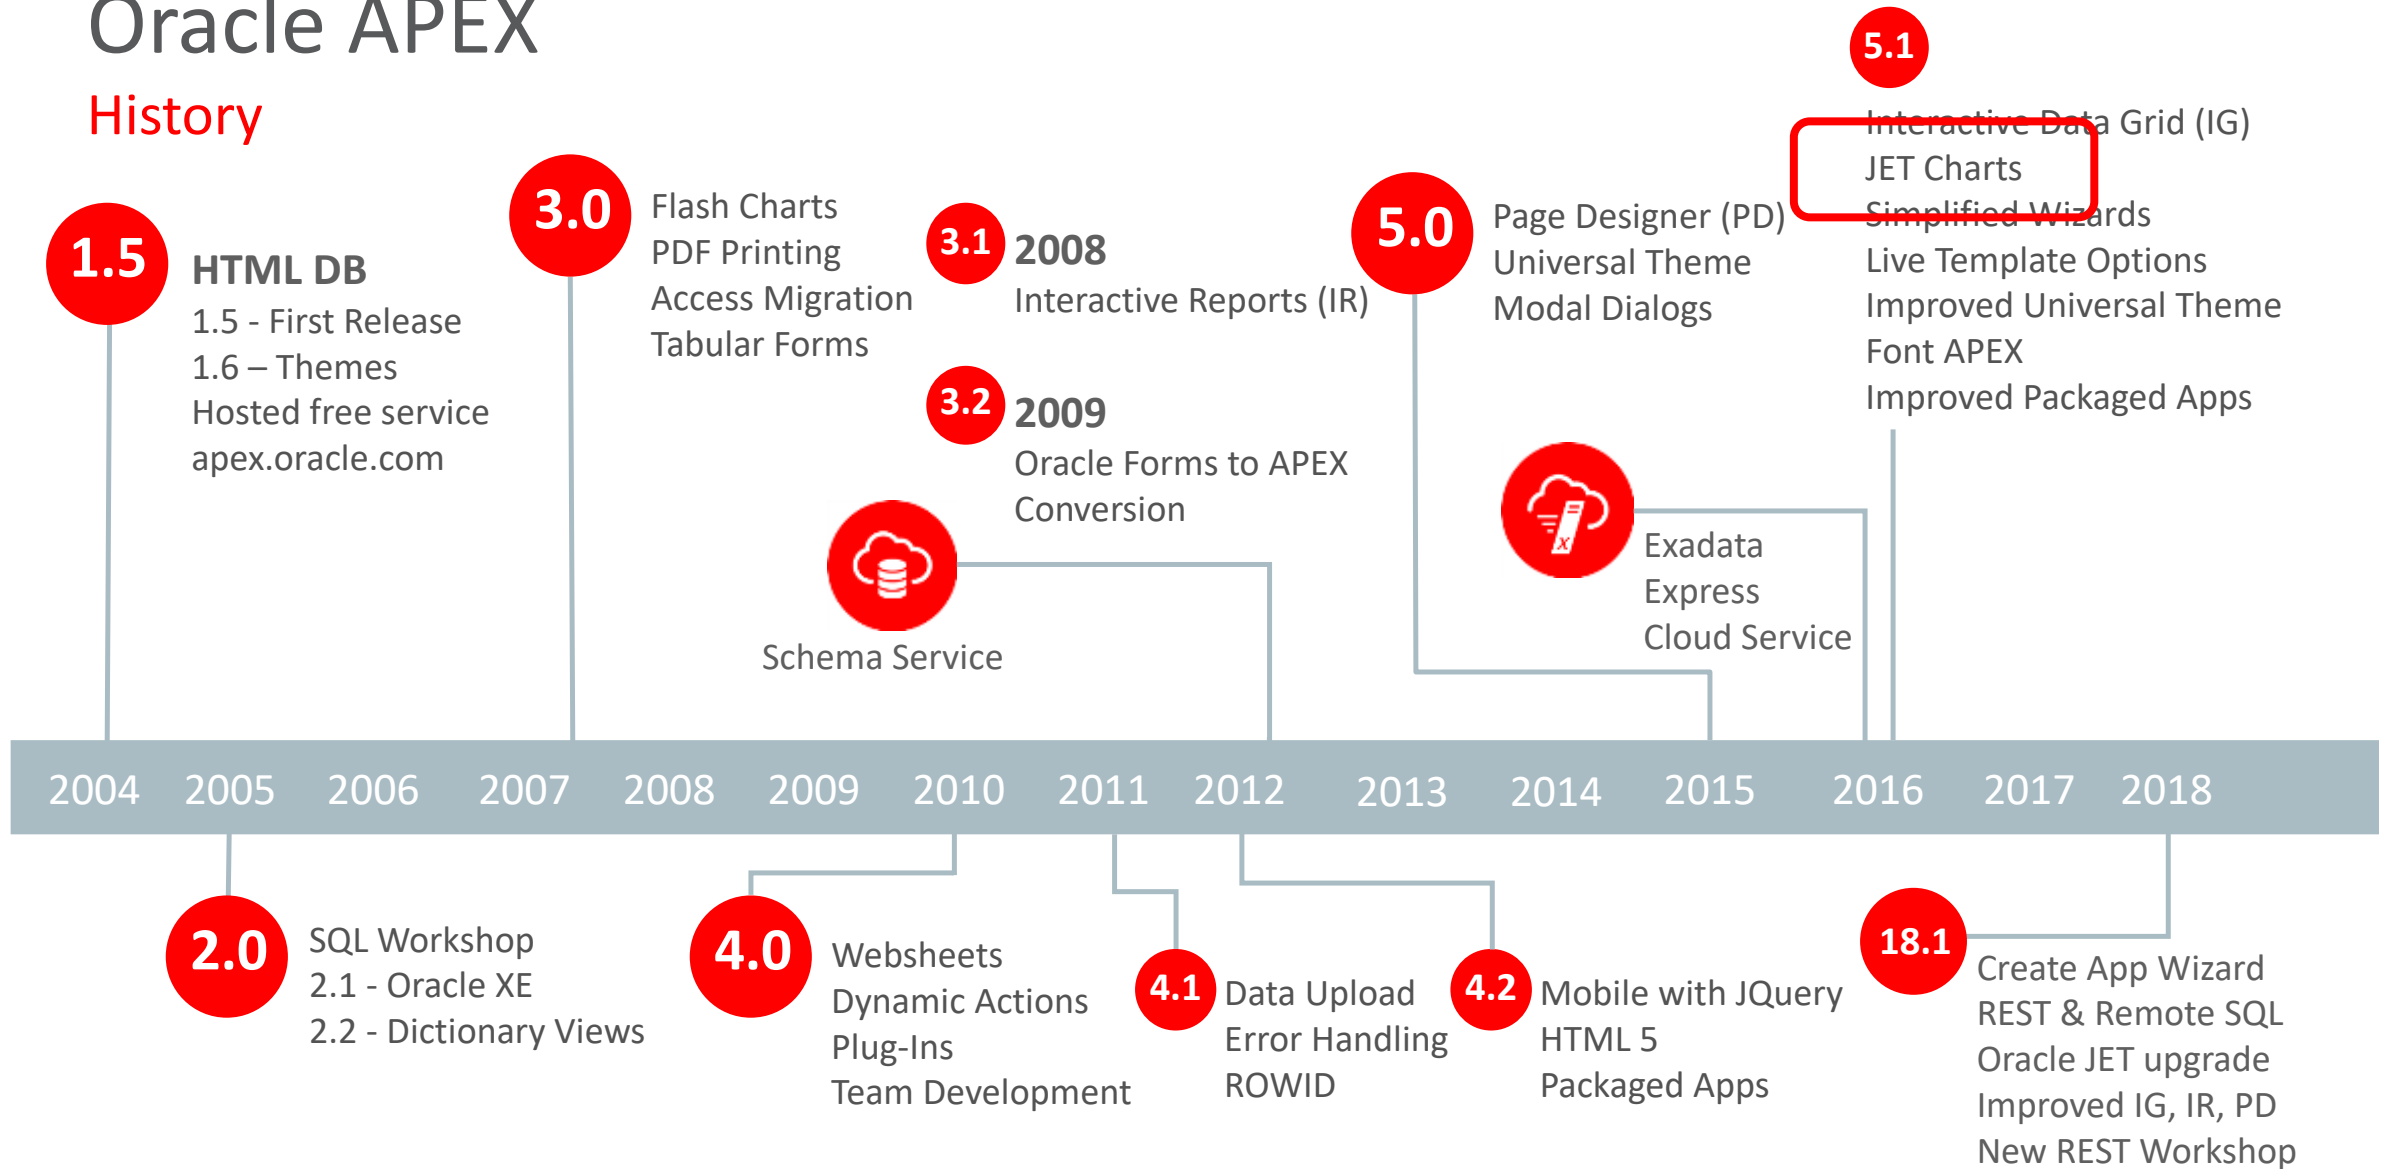 Oracle APEX
History
1.5
HTML DB
1.5 - First Release
1.6 – Themes
Hosted free service
apex.oracle.com
3.0
Flash Charts
PDF Printing
Access Migration
Tabular Forms
3.1
2008
Interactive Reports (IR)
3.2
2009
Oracle Forms to APEX
Conversion
Schema Service
5.0
Page Designer (PD)
Universal Theme
Modal Dialogs
x
Exadata
Express
Cloud Service
5.1
Interactive Data Grid (IG)
JET Charts
Simplified Wizards
Live Template Options
Improved Universal Theme
Font APEX
Improved Packaged Apps
2004 2005 2006 2007 2008 2009 2010 2011 2012 2013 2014 2015 2016 2017 2018
2.0
SQL Workshop
2.1 - Oracle XE
2.2 - Dictionary Views
4.0
Websheets
Dynamic Actions
Plug-Ins
Team Development
4.1
Data Upload
Error Handling
ROWID
4.2
Mobile with JQuery
HTML 5
Packaged Apps
18.1
Create App Wizard
REST & Remote SQL
Oracle JET upgrade
Improved IG, IR, PD
New REST Workshop